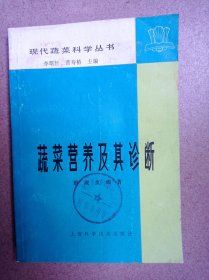 现代蔬菜科学丛书
李曙轩 曹寿椿 主编
蔬菜营养及其诊断
著
上海科学技术出版社